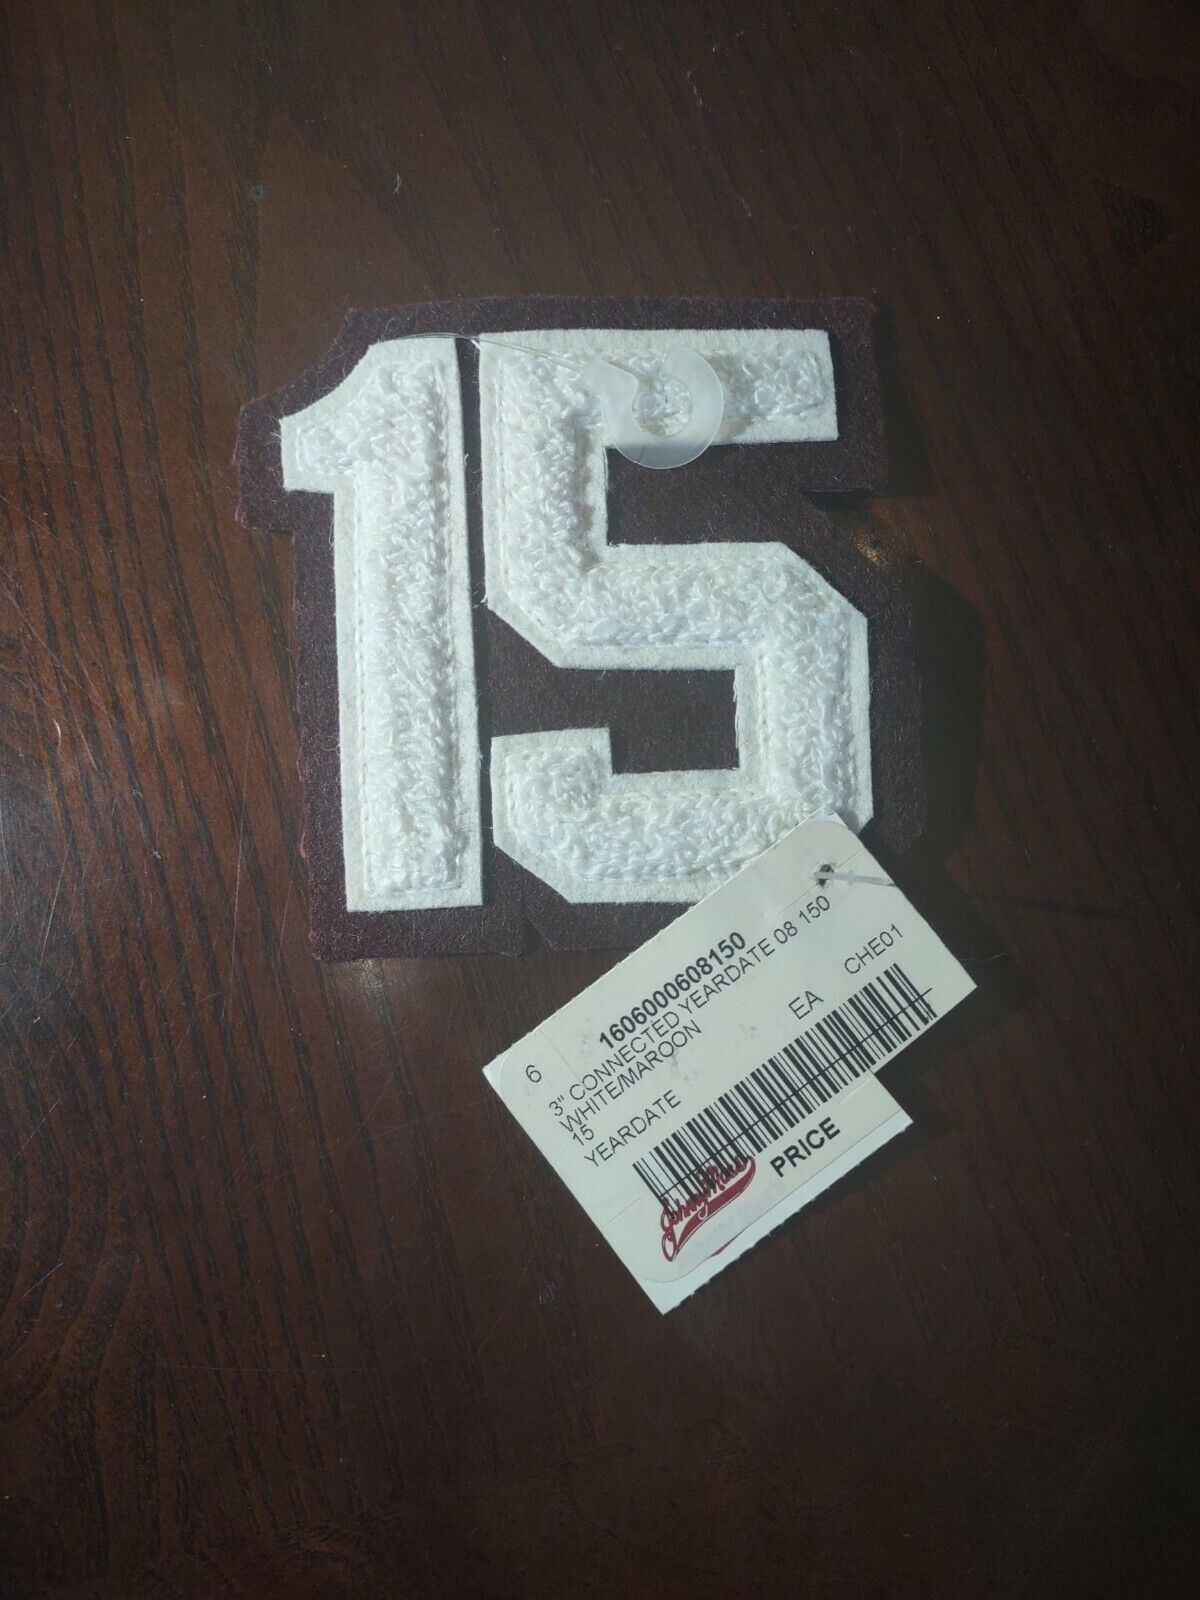 15
1606000608150
6
3" CONNECTED YEARDATE 08 150
WHITE/MAROON
15 EA CHE01
YEARDATE
PRICE